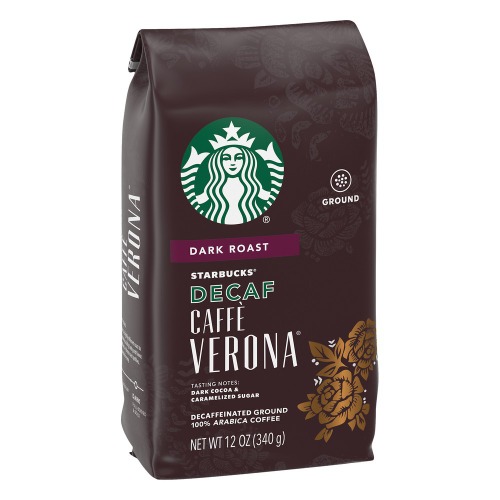 ®
GROUND
DARK ROAST
STARBUCKS®
DECAF
CAFFÈ
VERONA®
TASTING NOTES:
DARK COCOA &
CARAMELIZED SUGAR
DECAFFEINATED GROUND
100% ARABICA COFFEE
NET WT 12 OZ (340 g)
CAFFÈ
VERONA®